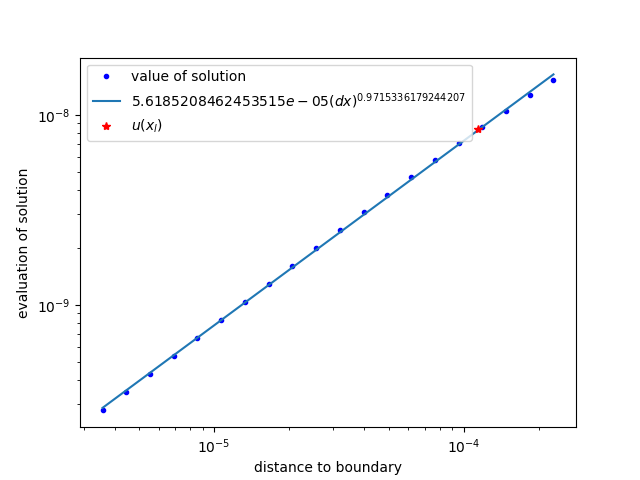 value of solution
5.6185208462453515e − 05(dx)^0.9715336179244207
u(x_l)
10^−8
10^−9
evaluation of solution
10^−5
10^−4
distance to boundary